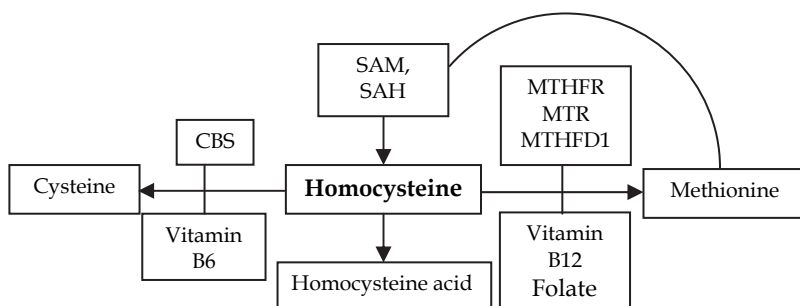 SAM,
SAH
MTHFR
MTR
MTHFD1
CBS
Cysteine
Homocysteine
Methionine
Vitamin
B6
Vitamin
B12
Folate
Homocysteine acid